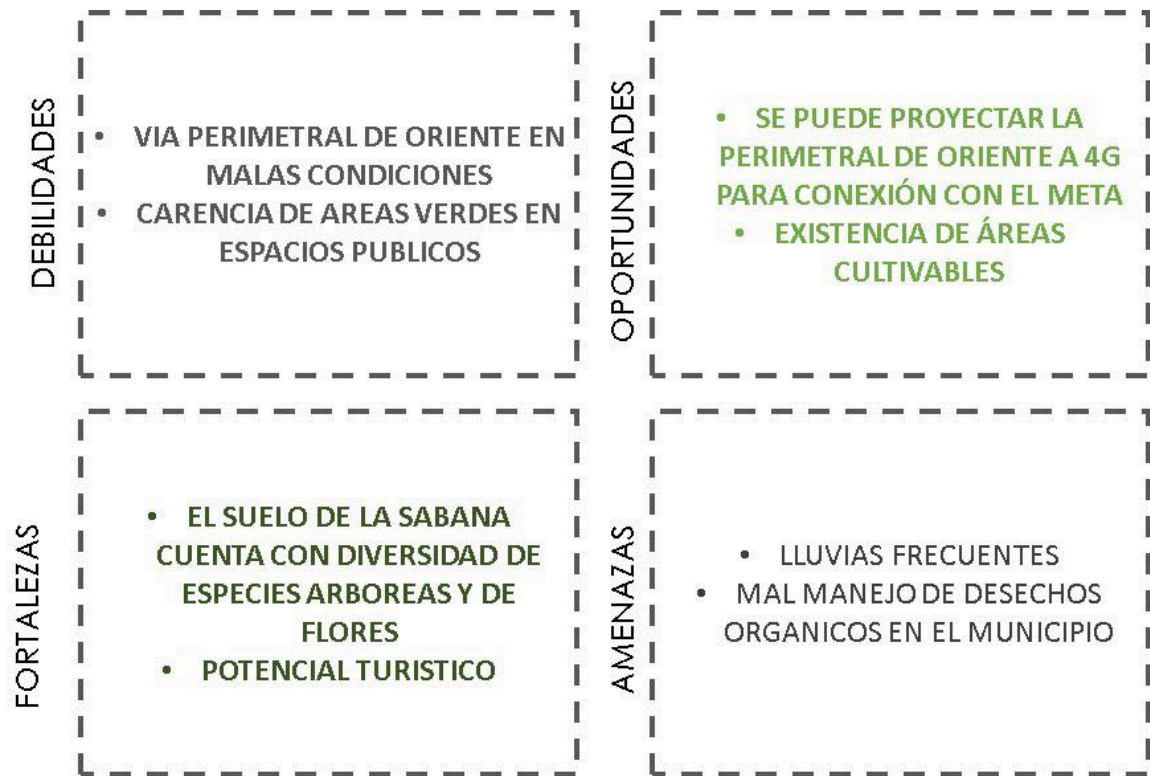 DEBILIDADES
• VIA PERIMETRAL DE ORIENTE EN
MALAS CONDICIONES
• CARENCIA DE AREAS VERDES EN
ESPACIOS PUBLICOS
OPORTUNIDADES
• SE PUEDE PROYECTAR LA
PERIMETRAL DE ORIENTE A 4G
PARA CONEXIÓN CON EL META
• EXISTENCIA DE ÁREAS
CULTIVABLES
FORTALEZAS
• EL SUELO DE LA SABANA
CUENTA CON DIVERSIDAD DE
ESPECIES ARBOREAS Y DE
FLORES
• POTENCIAL TURISTICO
AMENAZAS
• LLUVIAS FRECUENTES
• MAL MANEJO DE DESECHOS
ORGANICOS EN EL MUNICIPIO